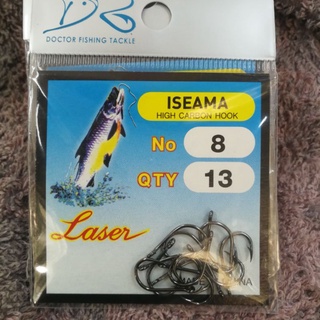 DOCTOR FISHING TACKLE
ISEAMA
HIGH CARBON HOOK
No 8
QTY 13
Laser